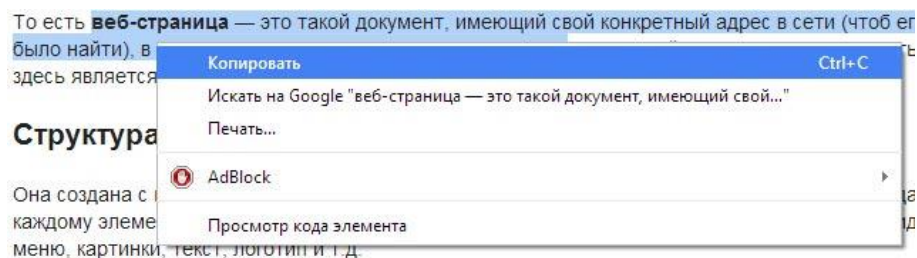 То есть веб-страница — это такой документ, имеющий свой конкретный адрес в сети (чтоб
было найти), в
Копировать Ctrl+C
здесь является
Искать на Google "веб-страница — это такой документ, имеющий свой..."
Печать...
Структура
AdBlock
Она создана с
каждому элеме
Просмотр кода элемента
меню, картинки, текст, логотип и т.д.